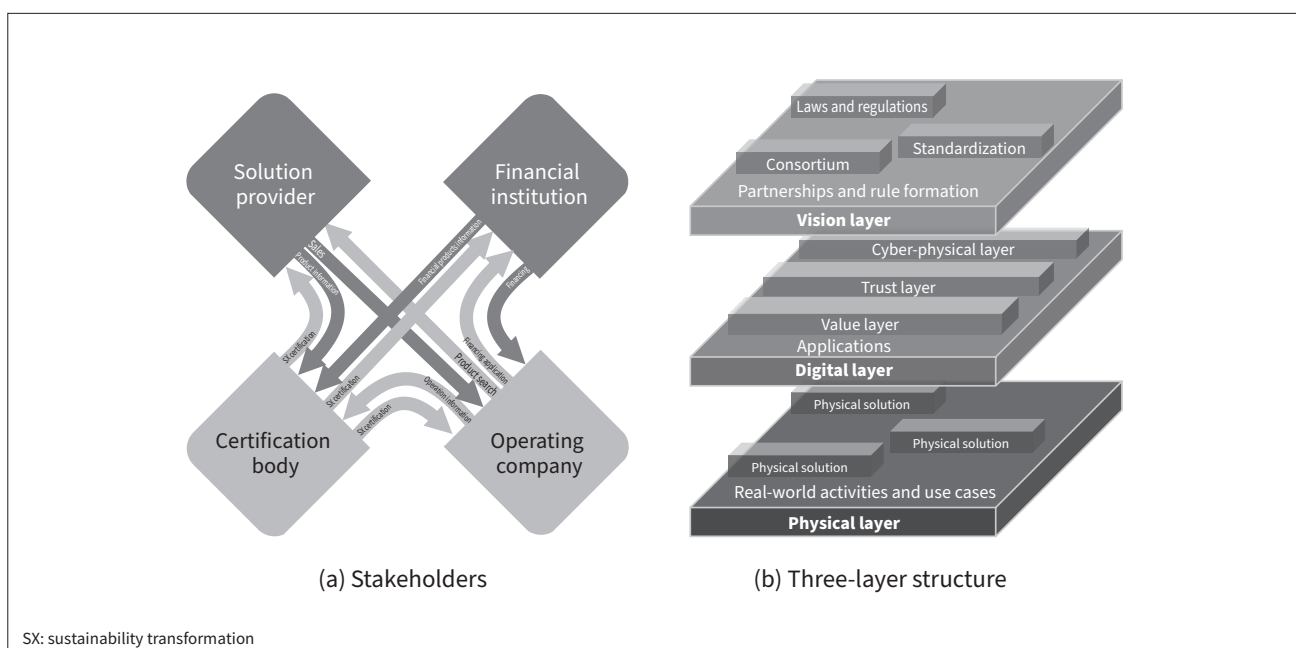 Solution
provider
Financial
institution
Sales
Product information
Financial products information
Financing
SX certification
SX certification
SX certification
Operation information
Financing application
Product search
Certification
body
Operating
company
(a) Stakeholders
Laws and regulations
Standardization
Consortium
Partnerships and rule formation
Vision layer
Cyber-physical layer
Trust layer
Value layer
Applications
Digital layer
Physical solution
Physical solution
Physical solution
Real-world activities and use cases
Physical layer
(b) Three-layer structure
SX: sustainability transformation